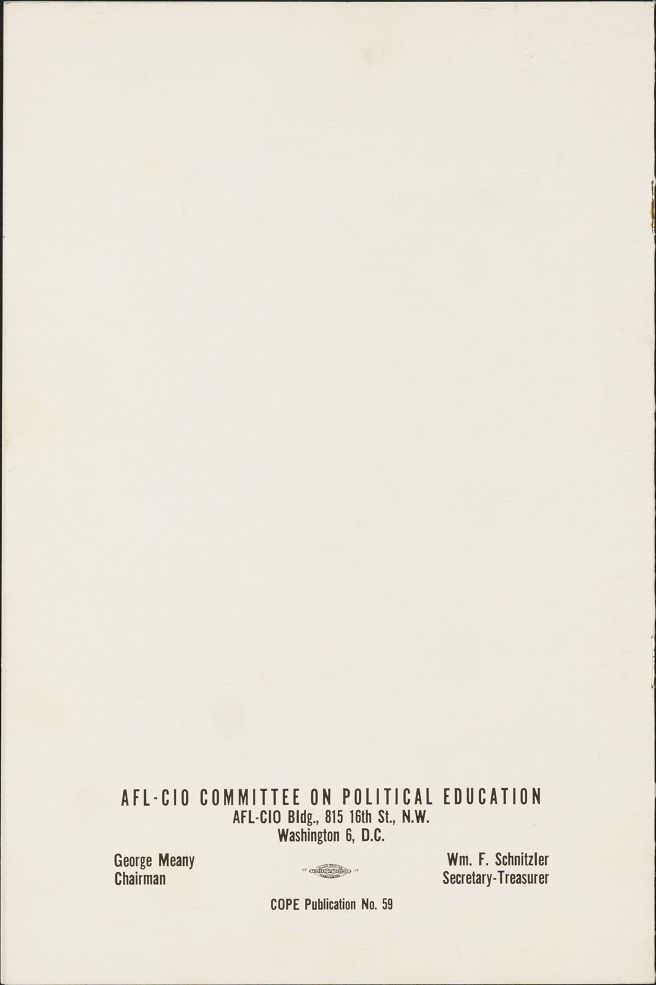 AFL-CIO COMMITTEE ON POLITICAL EDUCATION
AFL-CIO Bldg., 815 16th St., N.W.
Washington 6, D.C.
George Meany
Chairman
Wm. F. Schnitzler
Secretary-Treasurer
COPE Publication No. 59